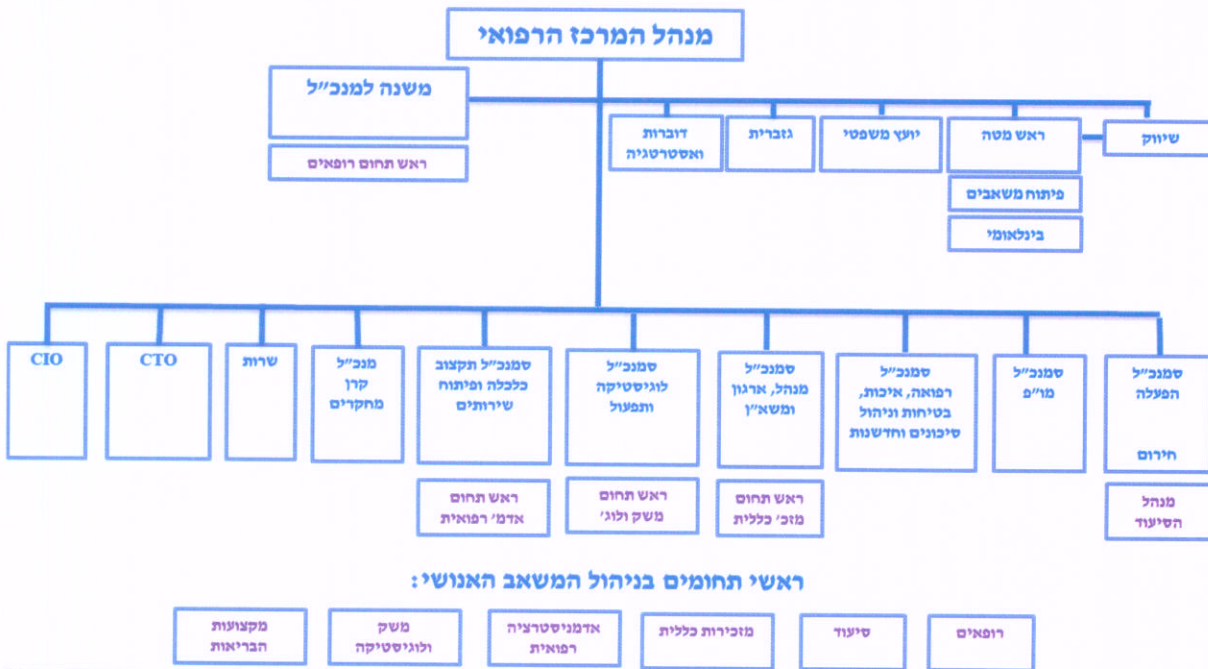 מנהל המרכז הרפואי
משנה למנכ״ל
ראש תחום רופאים
שיווק
ראש מטה
פיתוח משאבים
בינלאומי
יועץ משפטי
גזברית
דוברות
ואסטרטגיה
סמנכ״ל
הפעלה
חירום
מנהל
הסיעוד
סמנכ״ל
מו״פ
סמנכ״ל
רפואה, איכות,
בטיחות וניהול
סיכונים וחדשנות
סמנכ״ל
מנהל, ארגון
ומשא״ן
ראש תחום
מזכ׳ כללית
סמנכ״ל
לוגיסטיקה
ותפעול
ראש תחום
משק ולוג׳
סמנכ״ל תקצוב
כלכלה ופיתוח
שירותים
ראש תחום
אדמ׳ רפואית
מנכ״ל
קרן
מחקרים
שרות
CTO
CIO
ראשי תחומים בניהול המשאב האנושי:
רופאים
סיעוד
מזכירות כללית
אדמניסטרציה
רפואית
משק
ולוגיסטיקה
מקצועות
הבריאות